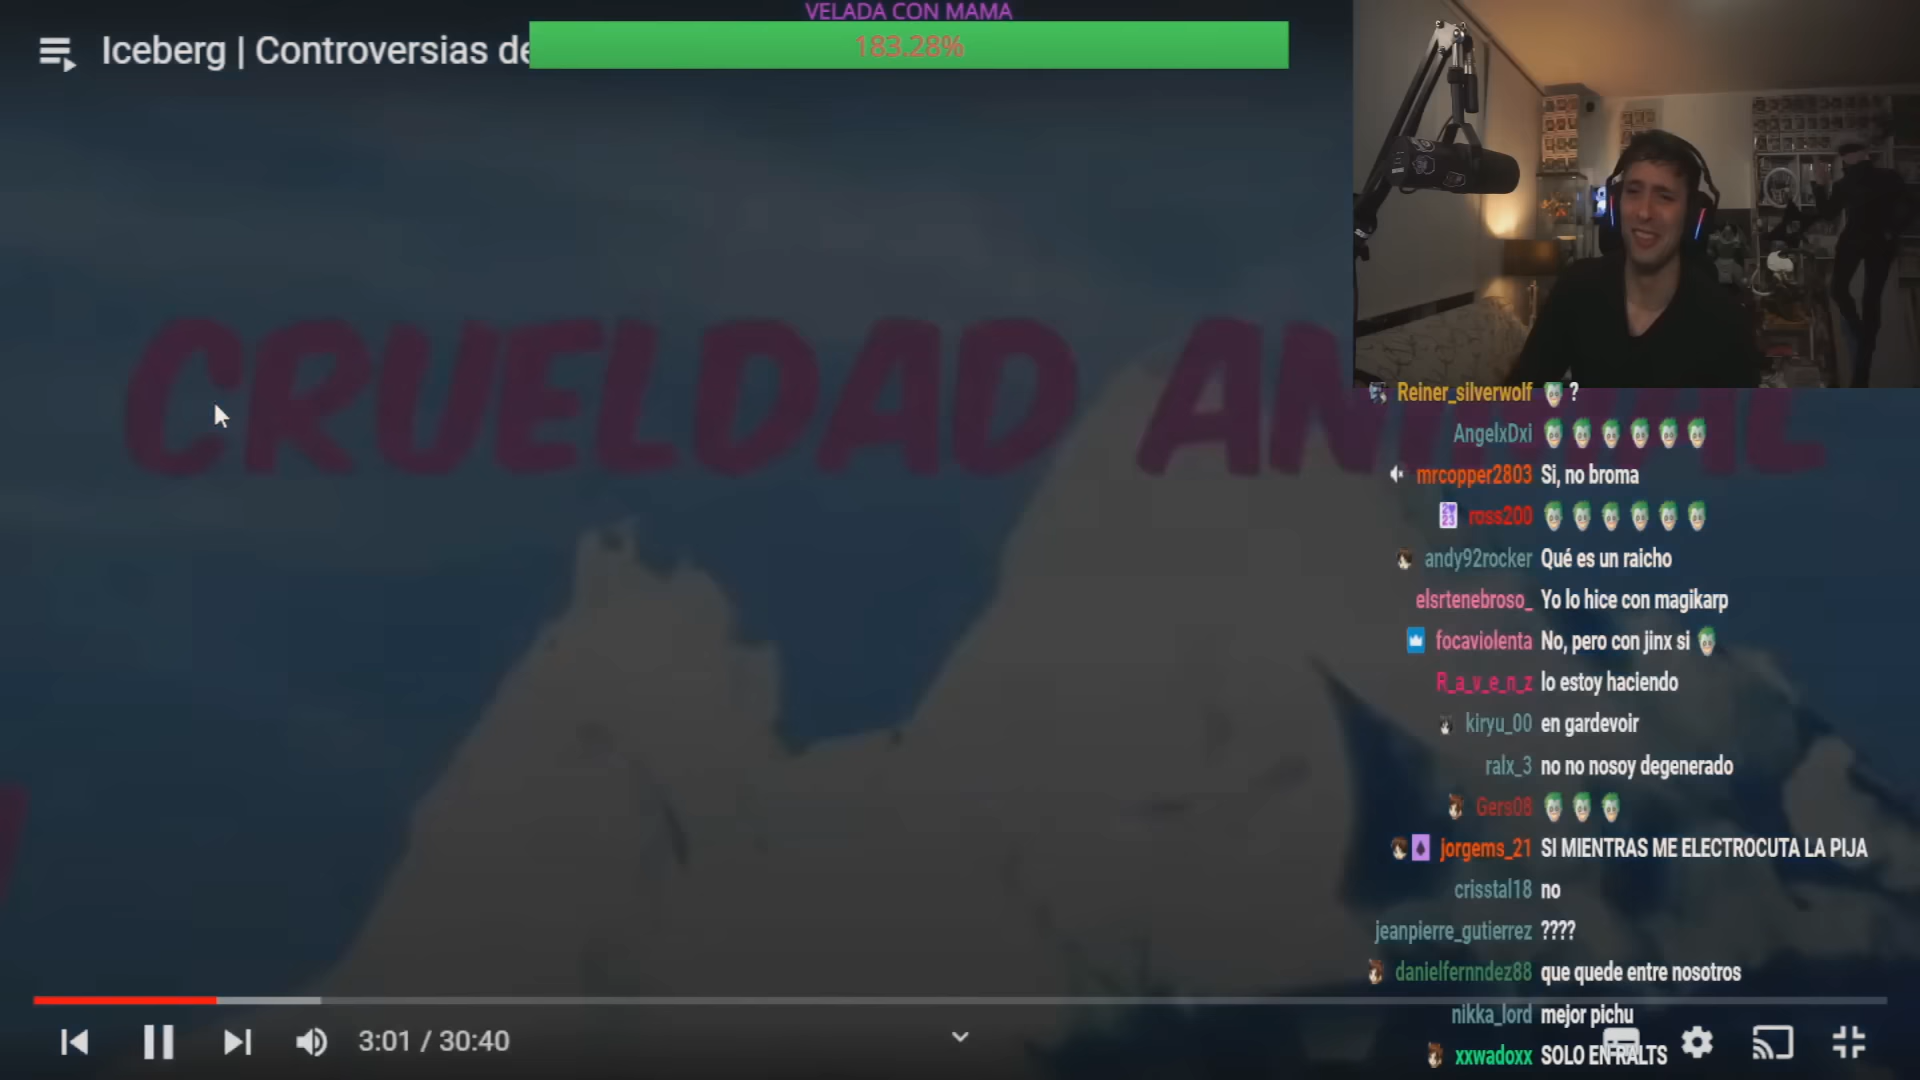 VELADA CON MAMA
183.28%
Iceberg | Controversias de
CRUELDAD ANIMAL
Reiner_silverwolf ?
AngelxDxi
mrcopper2803 Si, no broma
ross200
andy92rocker Qué es un raicho
elsrtenebroso_ Yo lo hice con magikarp
focaviolenta No, pero con jinx si
R_a_v_e_n_z lo estoy haciendo
kiryu_00 en gardevoir
ralx_3 no no nosoy degenerado
Gers08
jorgems_21 SI MIENTRAS ME ELECTROCUTA LA PIJA
crisstal18 no
jeanpierre_gutierrez ????
danielfernndez88 que quede entre nosotros
nikka_lord mejor pichu
xxwadoxx SOLO EN RALTS
3:01 / 30:40